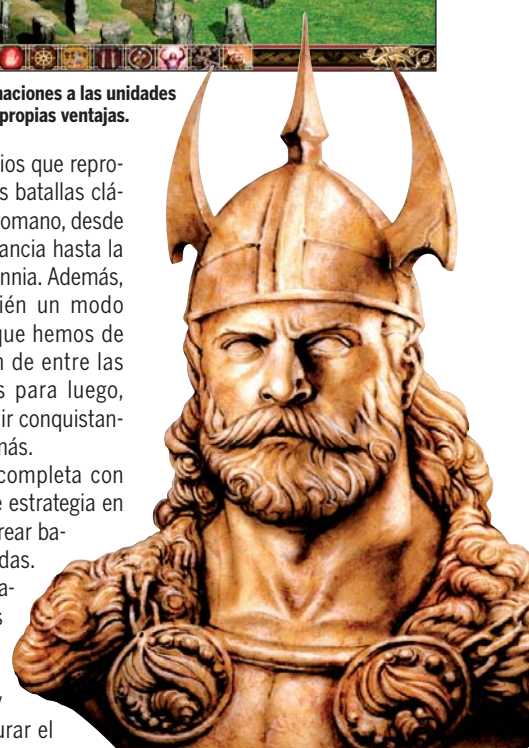 naciones a las unidades
propias ventajas.
ios que repro-
s batallas clá-
omano, desde
ancia hasta la
nnia. Además,
ién un modo
que hemos de
n de entre las
s para luego,
ir conquistan-
nás.
completa con
e estrategia en
rear ba-
das.
a-
s
y
urar el